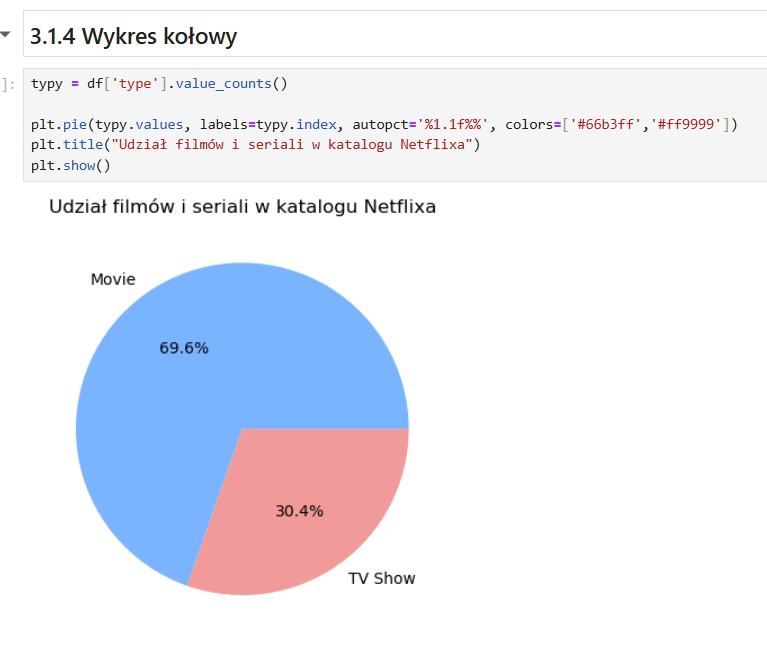 3.1.4 Wykres kołowy
]:
typy = df['type'].value_counts()
plt.pie(typy.values, labels=typy.index, autopct='%1.1f%%', colors=['#66b3ff','#ff9999'])
plt.title("Udział filmów i seriali w katalogu Netflixa")
plt.show()
Udział filmów i seriali w katalogu Netflixa
Movie
69.6%
30.4%
TV Show